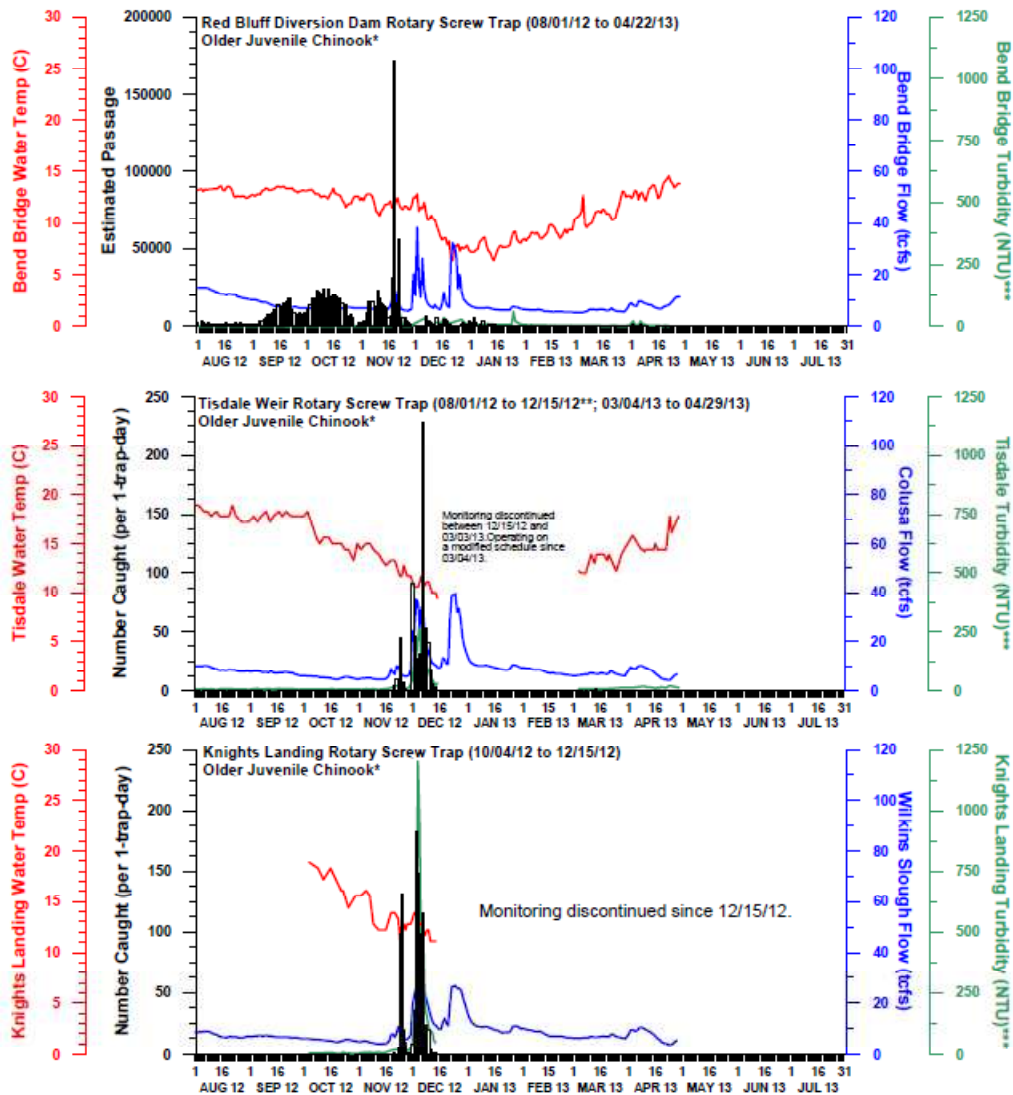 Red Bluff Diversion Dam Rotary Screw Trap (08/01/12 to 04/22/13)
Older Juvenile Chinook*
Bend Bridge Water Temp (C)
30
25
20
15
10
5
0
Estimated Passage
200000
150000
100000
50000
0
Bend Bridge Flow (tcfs)
120
100
80
60
40
20
0
Bend Bridge Turbidity (NTU)***
1250
1000
750
500
250
0
1 16 1 16 1 16 1 16 1 16 1 16 1 15 1 16 1 16 1 16 1 16 1 16 31
AUG 12 SEP 12 OCT 12 NOV 12 DEC 12 JAN 13 FEB 13 MAR 13 APR 13 MAY 13 JUN 13 JUL 13
Tisdale Weir Rotary Screw Trap (08/01/12 to 12/15/12**; 03/04/13 to 04/29/13)
Older Juvenile Chinook*
Tisdale Water Temp (C)
30
25
20
15
10
5
0
Number Caught (per 1-trap-day)
250
200
150
100
50
0
Monitoring discontinued
between 12/15/12 and
03/03/13.Operating on
a modified schedule since
03/04/13.
Colusa Flow (tcfs)
120
100
80
60
40
20
0
Tisdale Turbidity (NTU)***
1250
1000
750
500
250
0
1 16 1 16 1 16 1 16 1 16 1 16 1 15 1 16 1 16 1 16 1 16 1 16 31
AUG 12 SEP 12 OCT 12 NOV 12 DEC 12 JAN 13 FEB 13 MAR 13 APR 13 MAY 13 JUN 13 JUL 13
Knights Landing Rotary Screw Trap (10/04/12 to 12/15/12)
Older Juvenile Chinook*
Knights Landing Water Temp (C)
30
25
20
15
10
5
0
Number Caught (per 1-trap-day)
250
200
150
100
50
0
Monitoring discontinued since 12/15/12.
Wilkins Slough Flow (tcfs)
120
100
80
60
40
20
0
Knights Landing Turbidity (NTU)***
1250
1000
750
500
250
0
1 16 1 16 1 16 1 16 1 16 1 16 1 15 1 16 1 16 1 16 1 16 1 16 31
AUG 12 SEP 12 OCT 12 NOV 12 DEC 12 JAN 13 FEB 13 MAR 13 APR 13 MAY 13 JUN 13 JUL 13